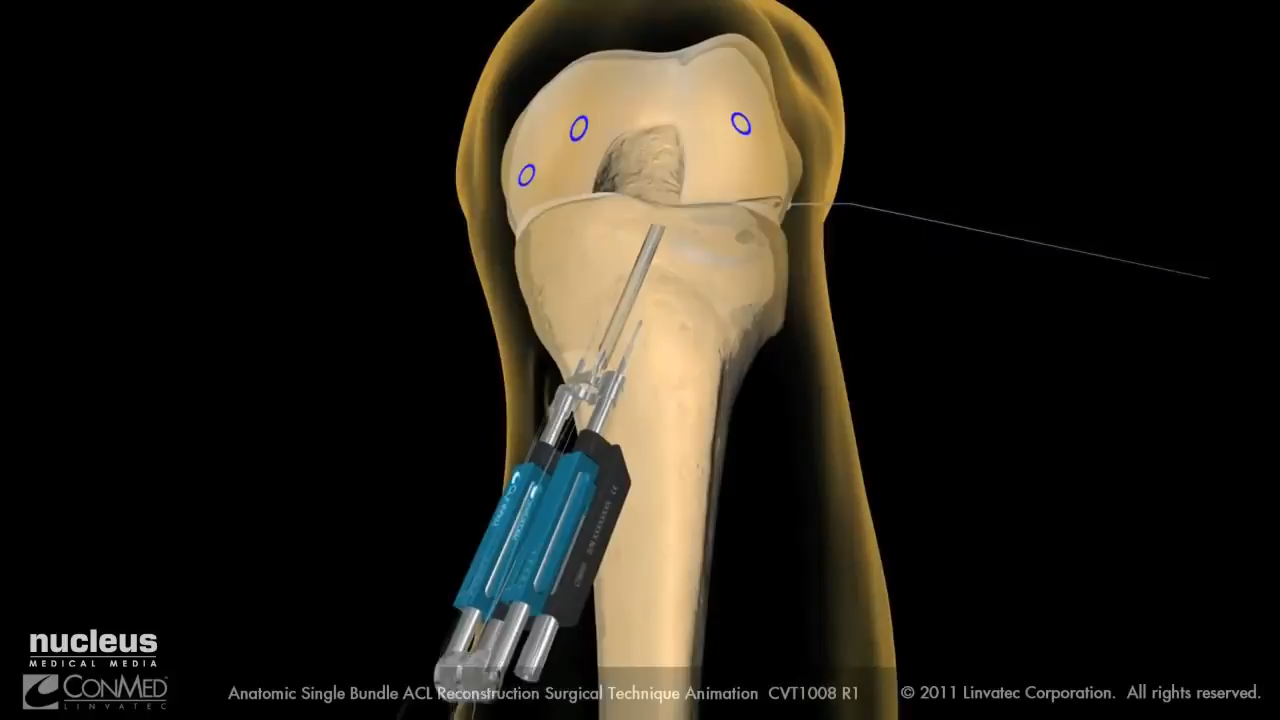 nucleus
MEDICAL MEDIA
CONMED
LINVATEC
Anatomic Single Bundle ACL Reconstruction Surgical Technique Animation CVT1008 R1
© 2011 Linvatec Corporation. All rights reserved.